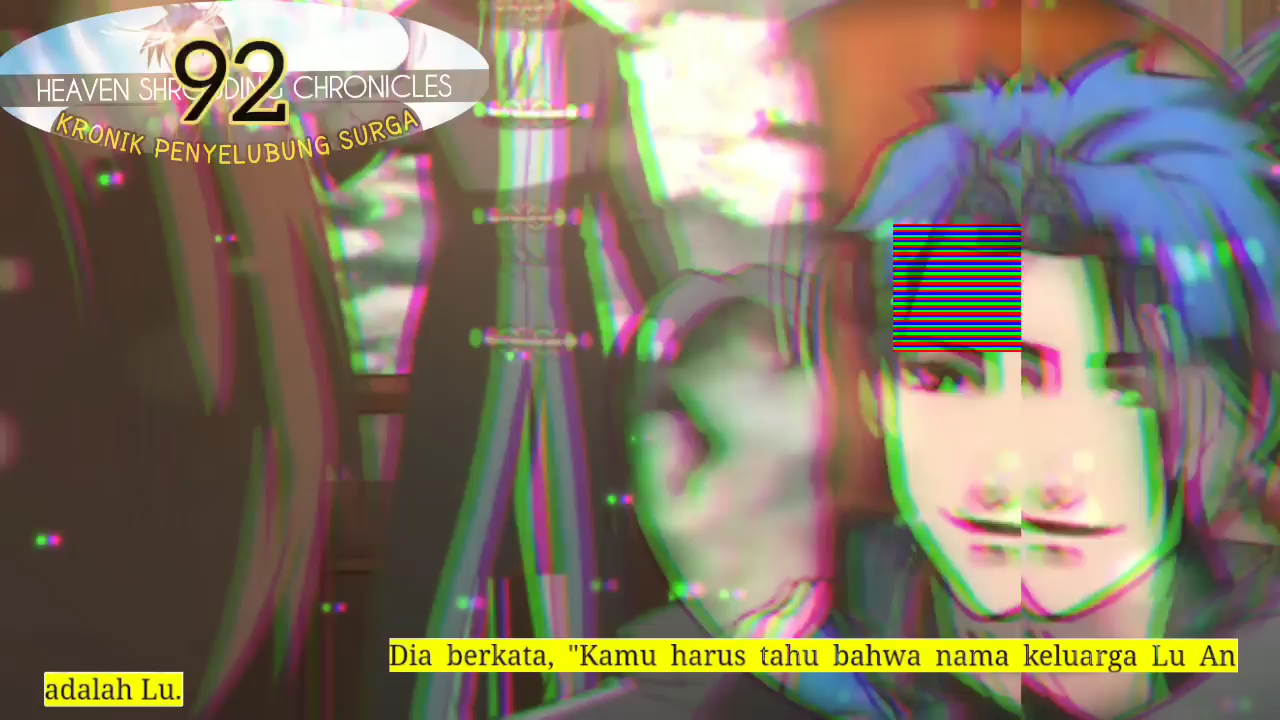 92
HEAVEN SHROUDING CHRONICLES
KRONIK PENYELUBUNG SURGA
Dia berkata, "Kamu harus tahu bahwa nama keluarga Lu An
adalah Lu.